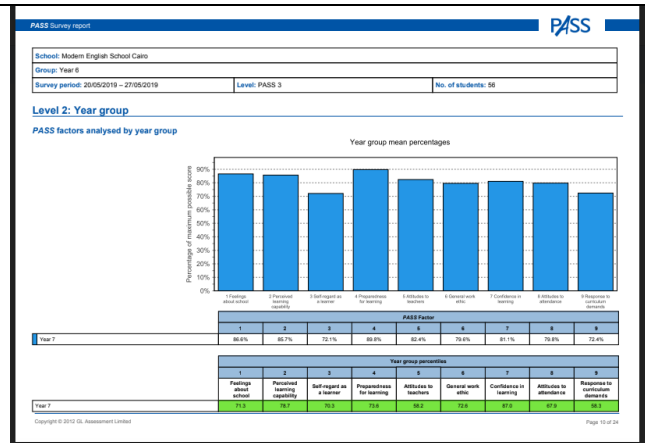 PASS Survey report
PASS
School: Modern English School Cairo
Group: Year 6
Survey period: 20/05/2019 – 27/05/2019 Level: PASS 3 No. of students: 56
Level 2: Year group
PASS factors analysed by year group
Year group mean percentages
Percentage of maximum possible score
90%
80%
70%
60%
50%
40%
30%
20%
10%
0%
1 Feelings about school 2 Perceived learning capability 3 Self-regard as a learner 4 Preparedness for learning 5 Attitudes to teachers 6 General work ethic 7 Confidence in learning 8 Attitudes to attendance 9 Response to curriculum demands
PASS Factor
1 2 3 4 5 6 7 8 9
Year 7 86.6% 85.7% 72.1% 89.8% 82.4% 79.6% 81.1% 79.8% 72.4%
Year group percentiles
1 2 3 4 5 6 7 8 9
Feelings about school Perceived learning capability Self-regard as a learner Preparedness for learning Attitudes to teachers General work ethic Confidence in learning Attitudes to attendance Response to curriculum demands
Year 7 71.3 78.7 70.3 73.6 58.2 72.6 67.0 67.9 58.3
Copyright © 2012 GL Assessment Limited
Page 10 of 24